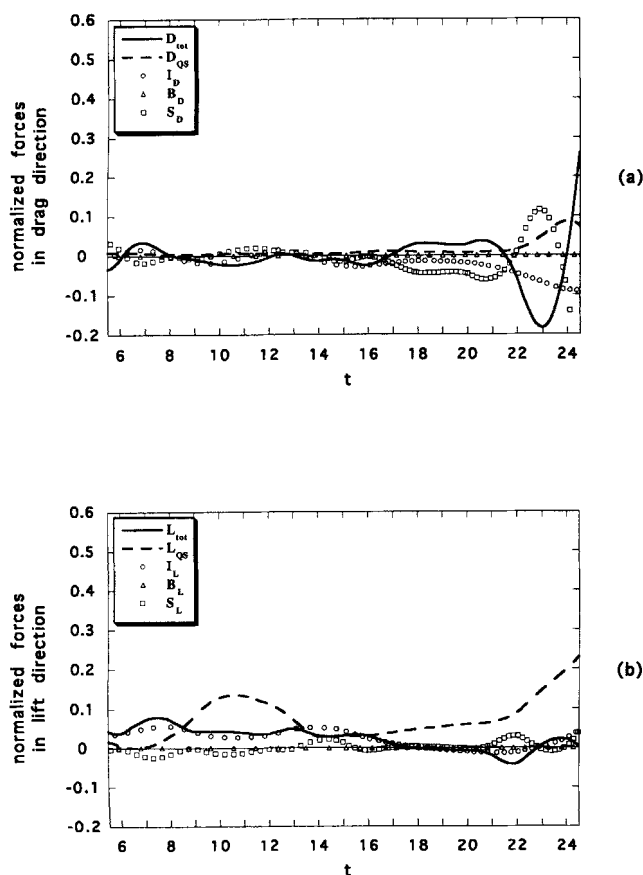 0.6
0.5
0.4
0.3
0.2
0.1
0
-0.1
-0.2
normalized forces
in drag direction
D_tot
D_QS
I_D
B_D
S_D
6 8 10 12 14 16 18 20 22 24
t
(a)
0.6
0.5
0.4
0.3
0.2
0.1
0
-0.1
-0.2
normalized forces
in lift direction
L_tot
L_QS
I_L
B_L
S_L
6 8 10 12 14 16 18 20 22 24
t
(b)